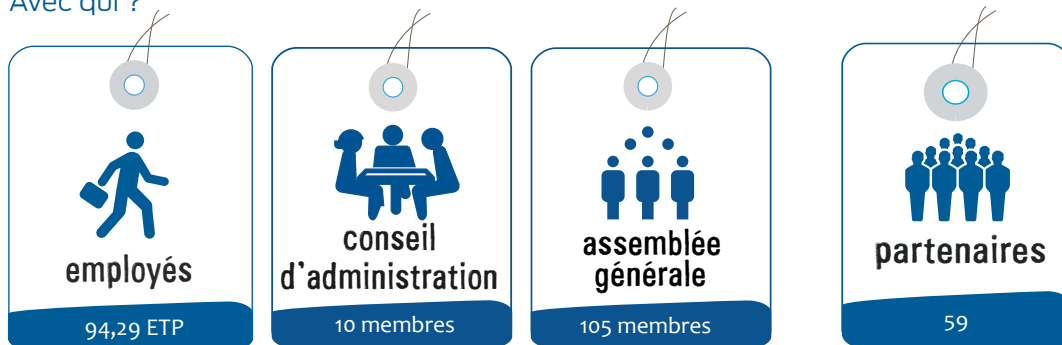 Avec qui ?
employés
94,29 ETP
conseil
d'administration
10 membres
assemblée
générale
105 membres
partenaires
59